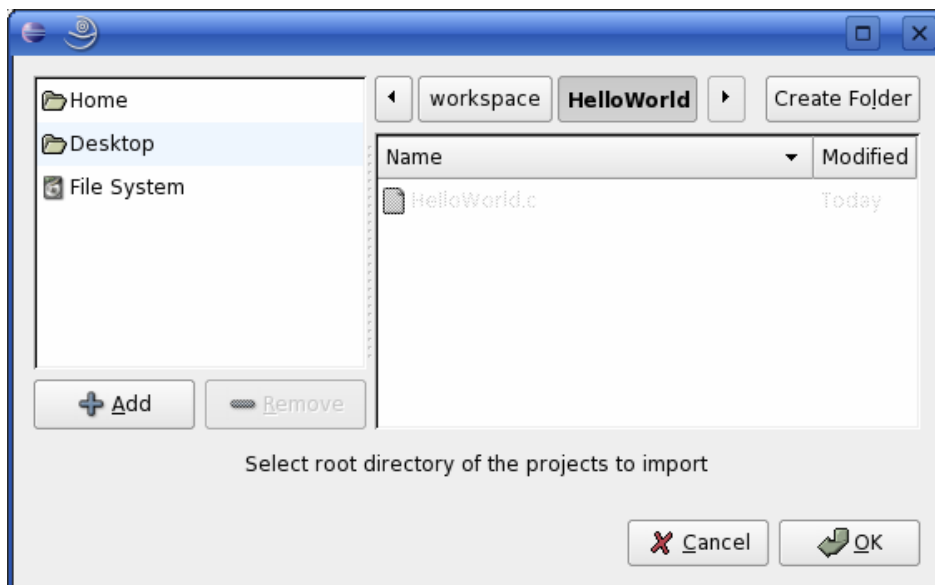 Home
Desktop
File System
Add
Remove
workspace
HelloWorld
Create Folder
Name
Modified
HelloWorld.c
Today
Select root directory of the projects to import
Cancel
OK